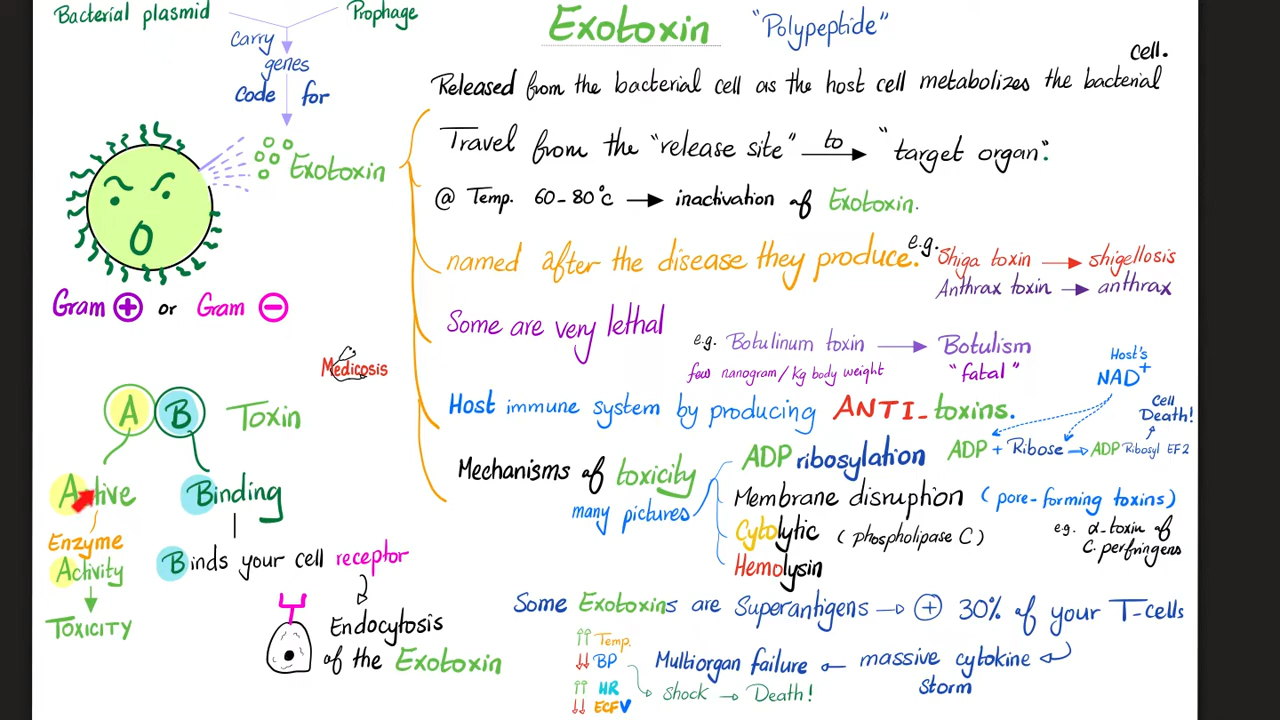 Bacterial plasmid
Prophage
carry
genes
code for
Exotoxin
Gram + or Gram −
Medicosis
A B Toxin
Active
Enzyme
Activity
TOXICITY
Binding
Binds your cell receptor
Endocytosis
of the Exotoxin
Exotoxin "Polypeptide"
cell.
Released from the bacterial cell as the host cell metabolizes the bacterial
Travel from the "release site" to → "target organ".
@ Temp. 60-80°C → inactivation of Exotoxin.
named after the disease they produce. e.g. Shiga toxin → shigellosis
Anthrax toxin → anthrax
Some are very lethal
e.g. Botulinum toxin → Botulism
few nanogram/kg body weight "fatal"
Host's
NAD+
Host immune system by producing ANTI-toxins.
Cell
Death!
Mechanisms of toxicity
many pictures
ADP ribosylation ADP + Ribose → ADP Ribosyl EF2
Membrane disruption (pore-forming toxins)
Cytolytic (phospholipase C)
e.g. α-toxin of
C. perfringens
Hemolysin
Some Exotoxins are Superantigens → + 30% of your T-cells
massive cytokine
storm
Multiorgan failure
↑↑ Temp.
↓↓ BP
↑↑ HR
↓↓ ECFV
shock → Death!